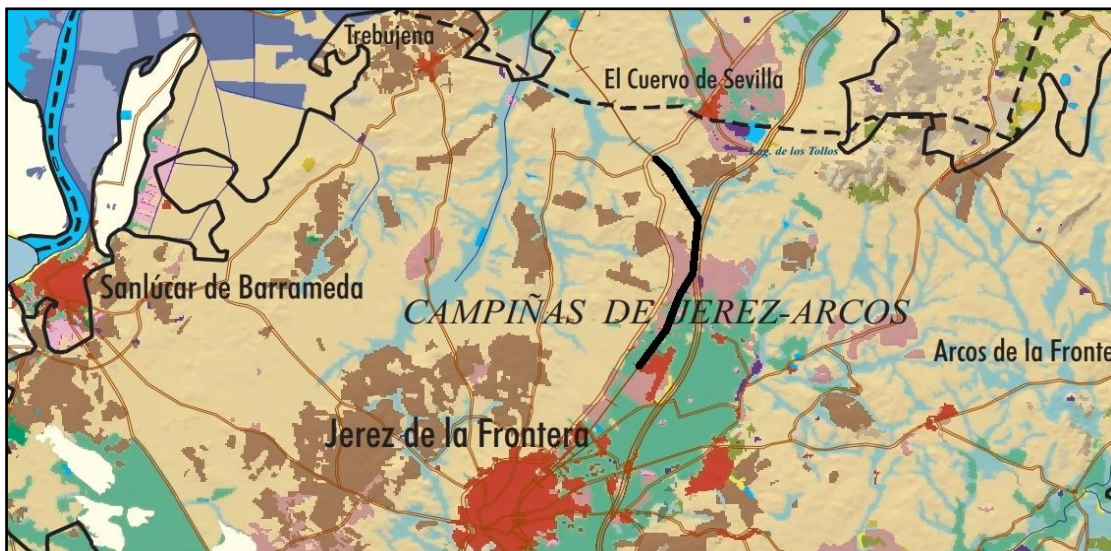 Trebujena
El Cuervo de Sevilla
Lag. de los Tollos
Sanlúcar de Barrameda
CAMPIÑAS DE JEREZ-ARCOS
Arcos de la Fronte
Jerez de la Frontera